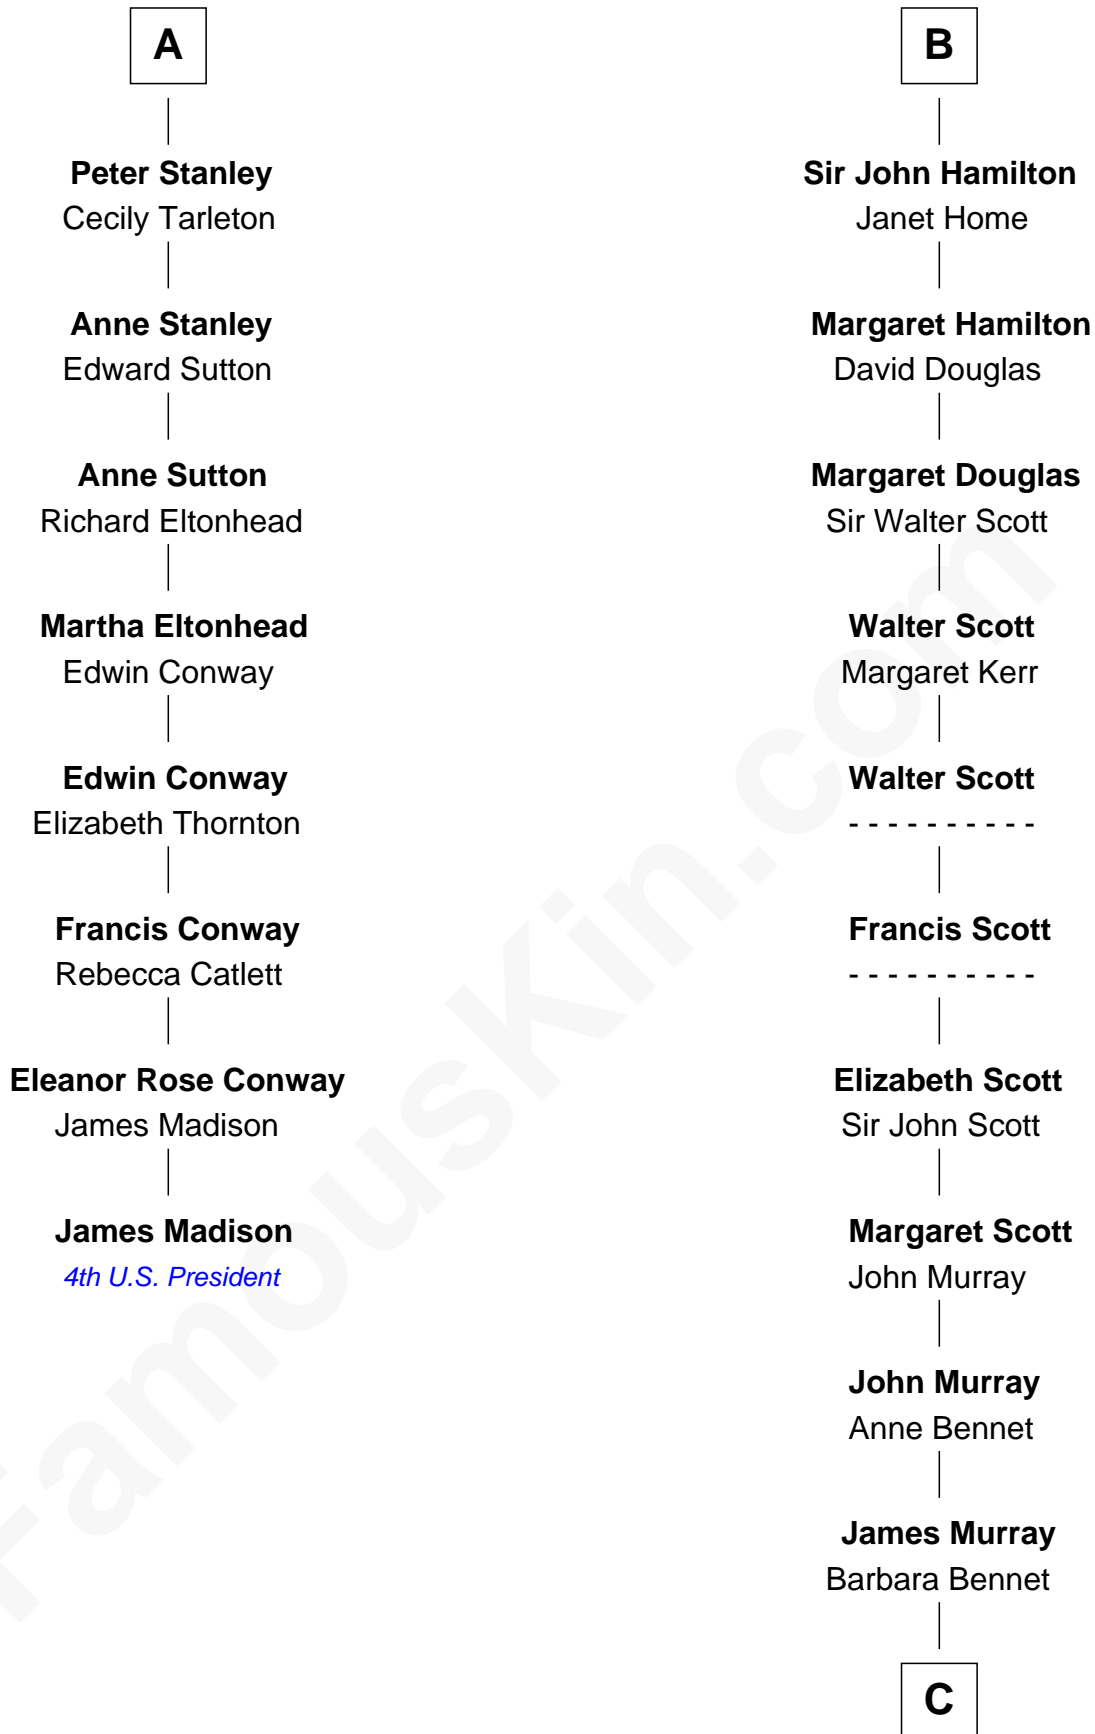 A
Peter Stanley
Cecily Tarleton
Anne Stanley
Edward Sutton
Anne Sutton
Richard Eltonhead
Martha Eltonhead
Edwin Conway
Edwin Conway
Elizabeth Thornton
Francis Conway
Rebecca Catlett
Eleanor Rose Conway
James Madison
James Madison
4th U.S. President
B
Sir John Hamilton
Janet Home
Margaret Hamilton
David Douglas
Margaret Douglas
Sir Walter Scott
Walter Scott
Margaret Kerr
Walter Scott
- - - - - - - - - -
Francis Scott
- - - - - - - - - -
Elizabeth Scott
Sir John Scott
Margaret Scott
John Murray
John Murray
Anne Bennet
James Murray
Barbara Bennet
C
FamousKin.com